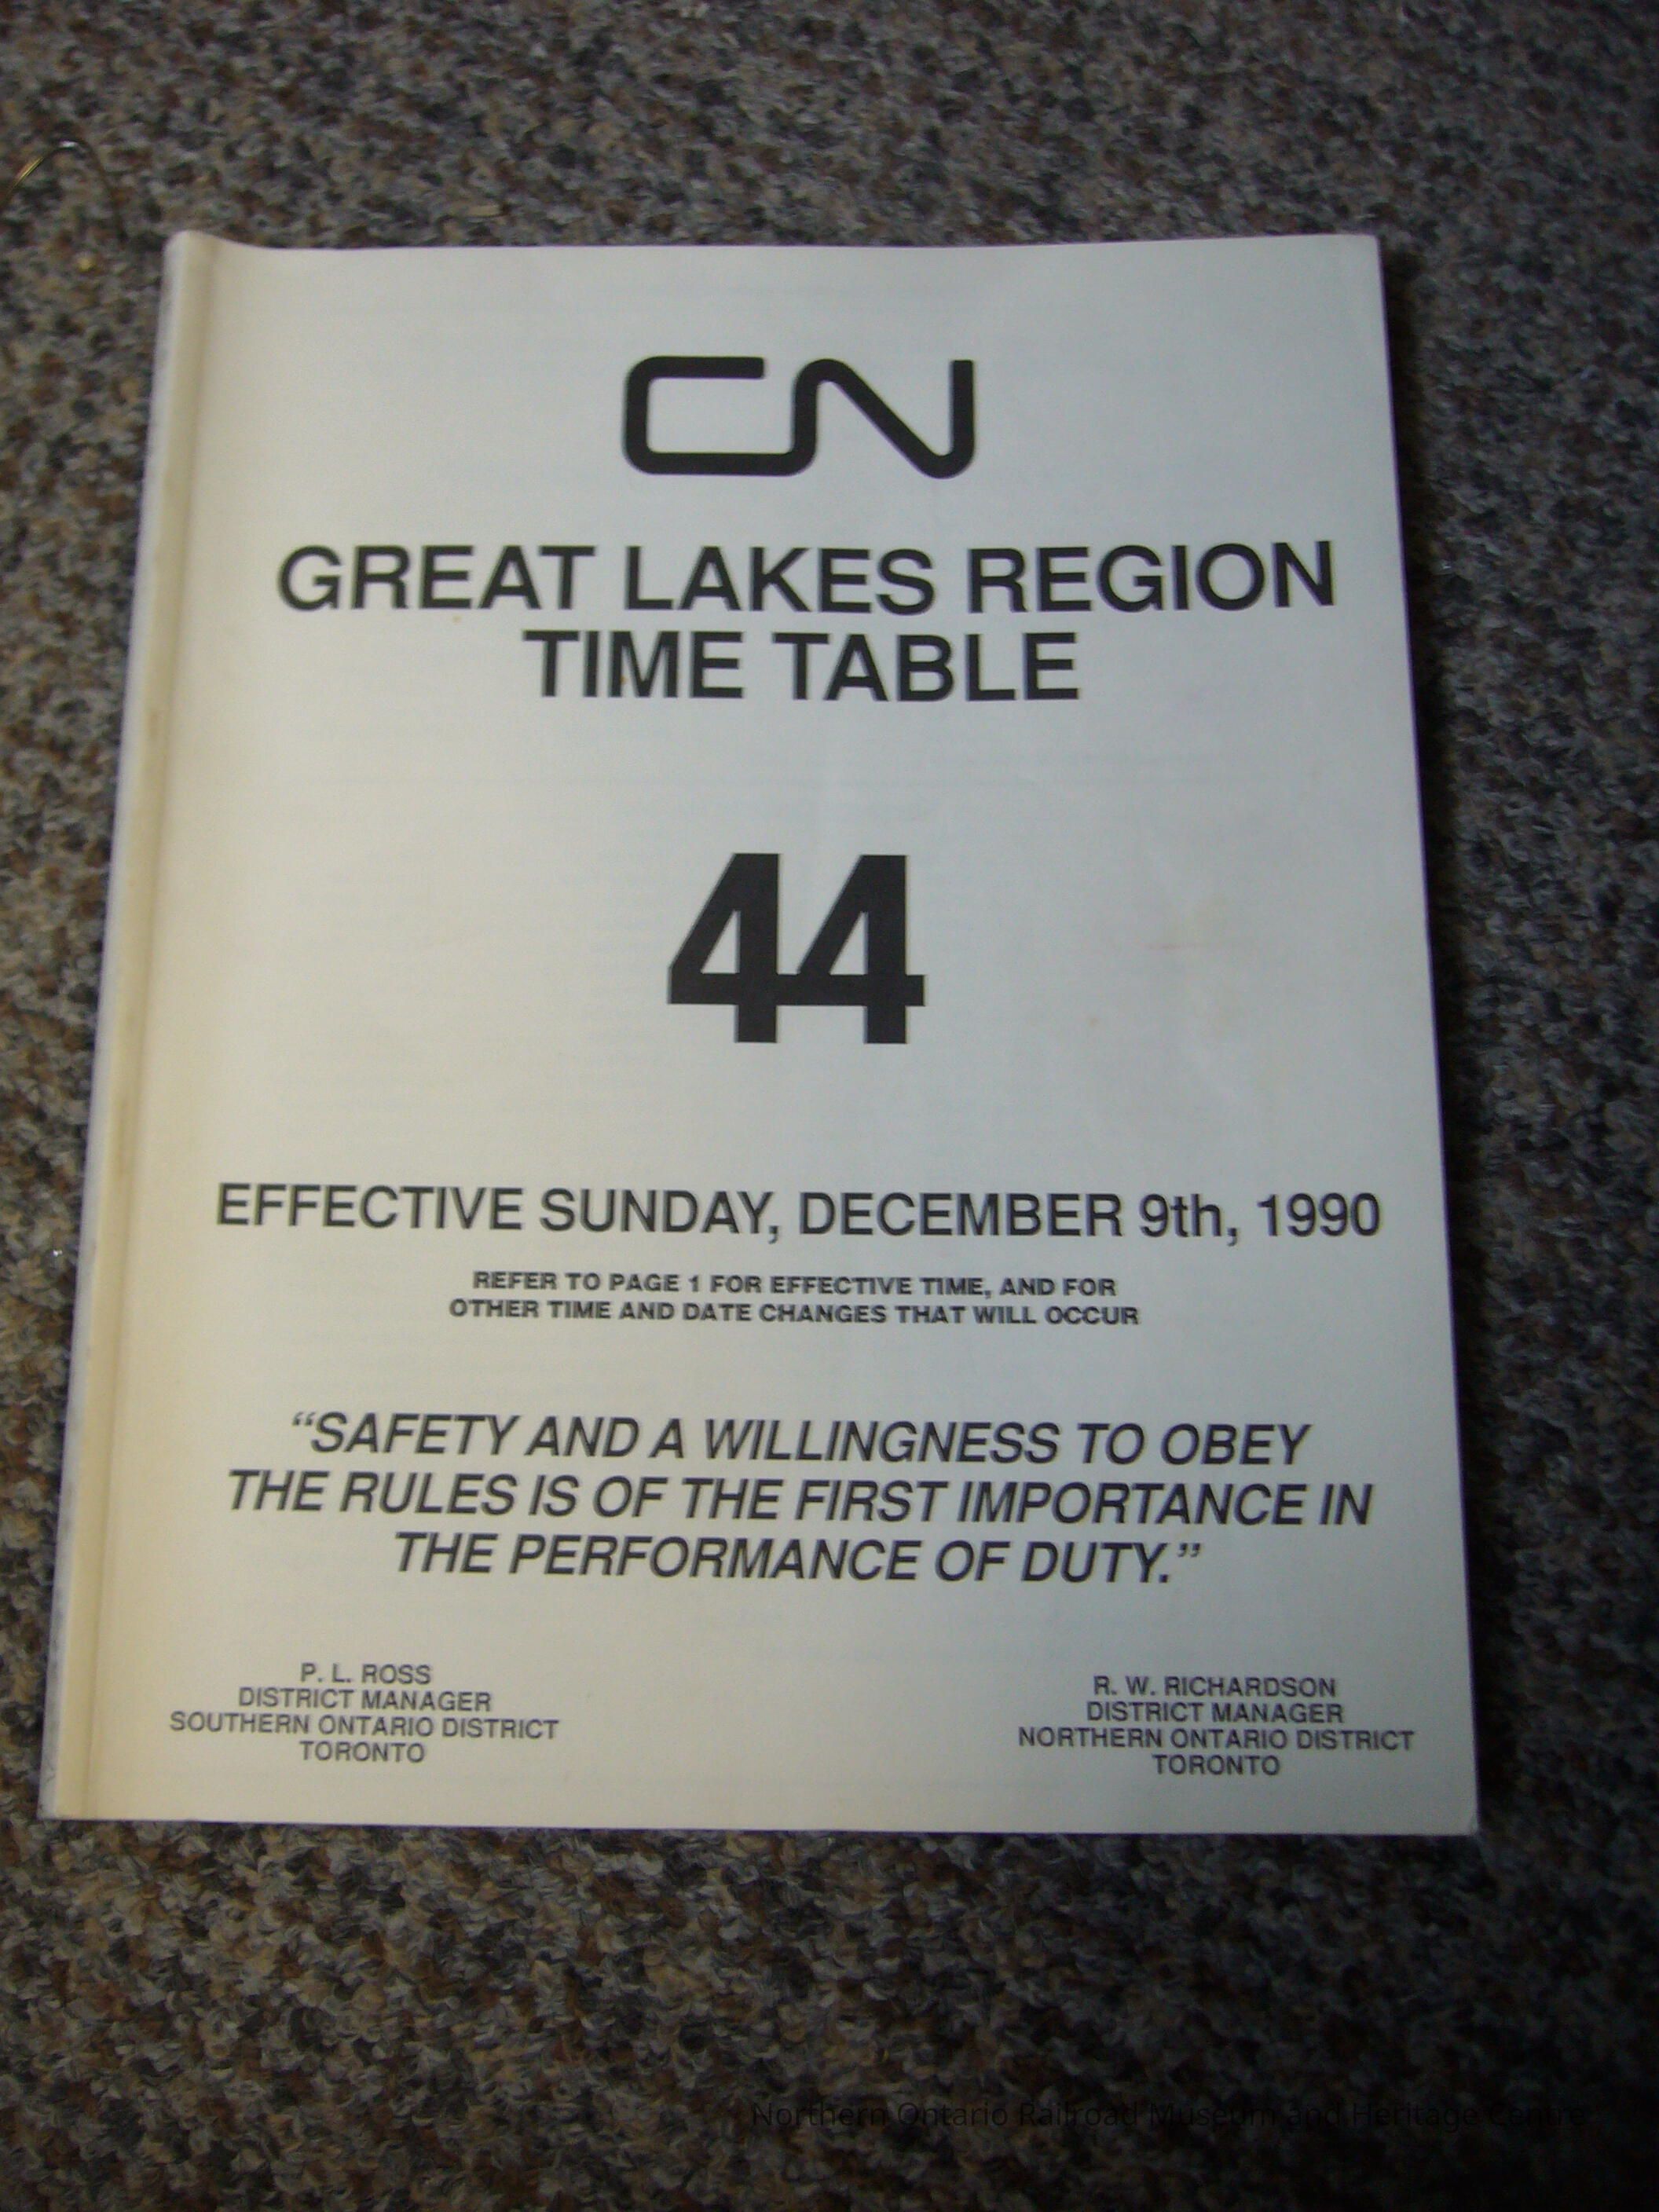 CN
GREAT LAKES REGION
TIME TABLE
44
EFFECTIVE SUNDAY, DECEMBER 9th, 1990
REFER TO PAGE 1 FOR EFFECTIVE TIME, AND FOR
OTHER TIME AND DATE CHANGES THAT WILL OCCUR
“SAFETY AND A WILLINGNESS TO OBEY
THE RULES IS OF THE FIRST IMPORTANCE IN
THE PERFORMANCE OF DUTY.”
P. L. ROSS
DISTRICT MANAGER
SOUTHERN ONTARIO DISTRICT
TORONTO
R. W. RICHARDSON
DISTRICT MANAGER
NORTHERN ONTARIO DISTRICT
TORONTO
Northern Ontario Railroad Museum and Heritage Centre